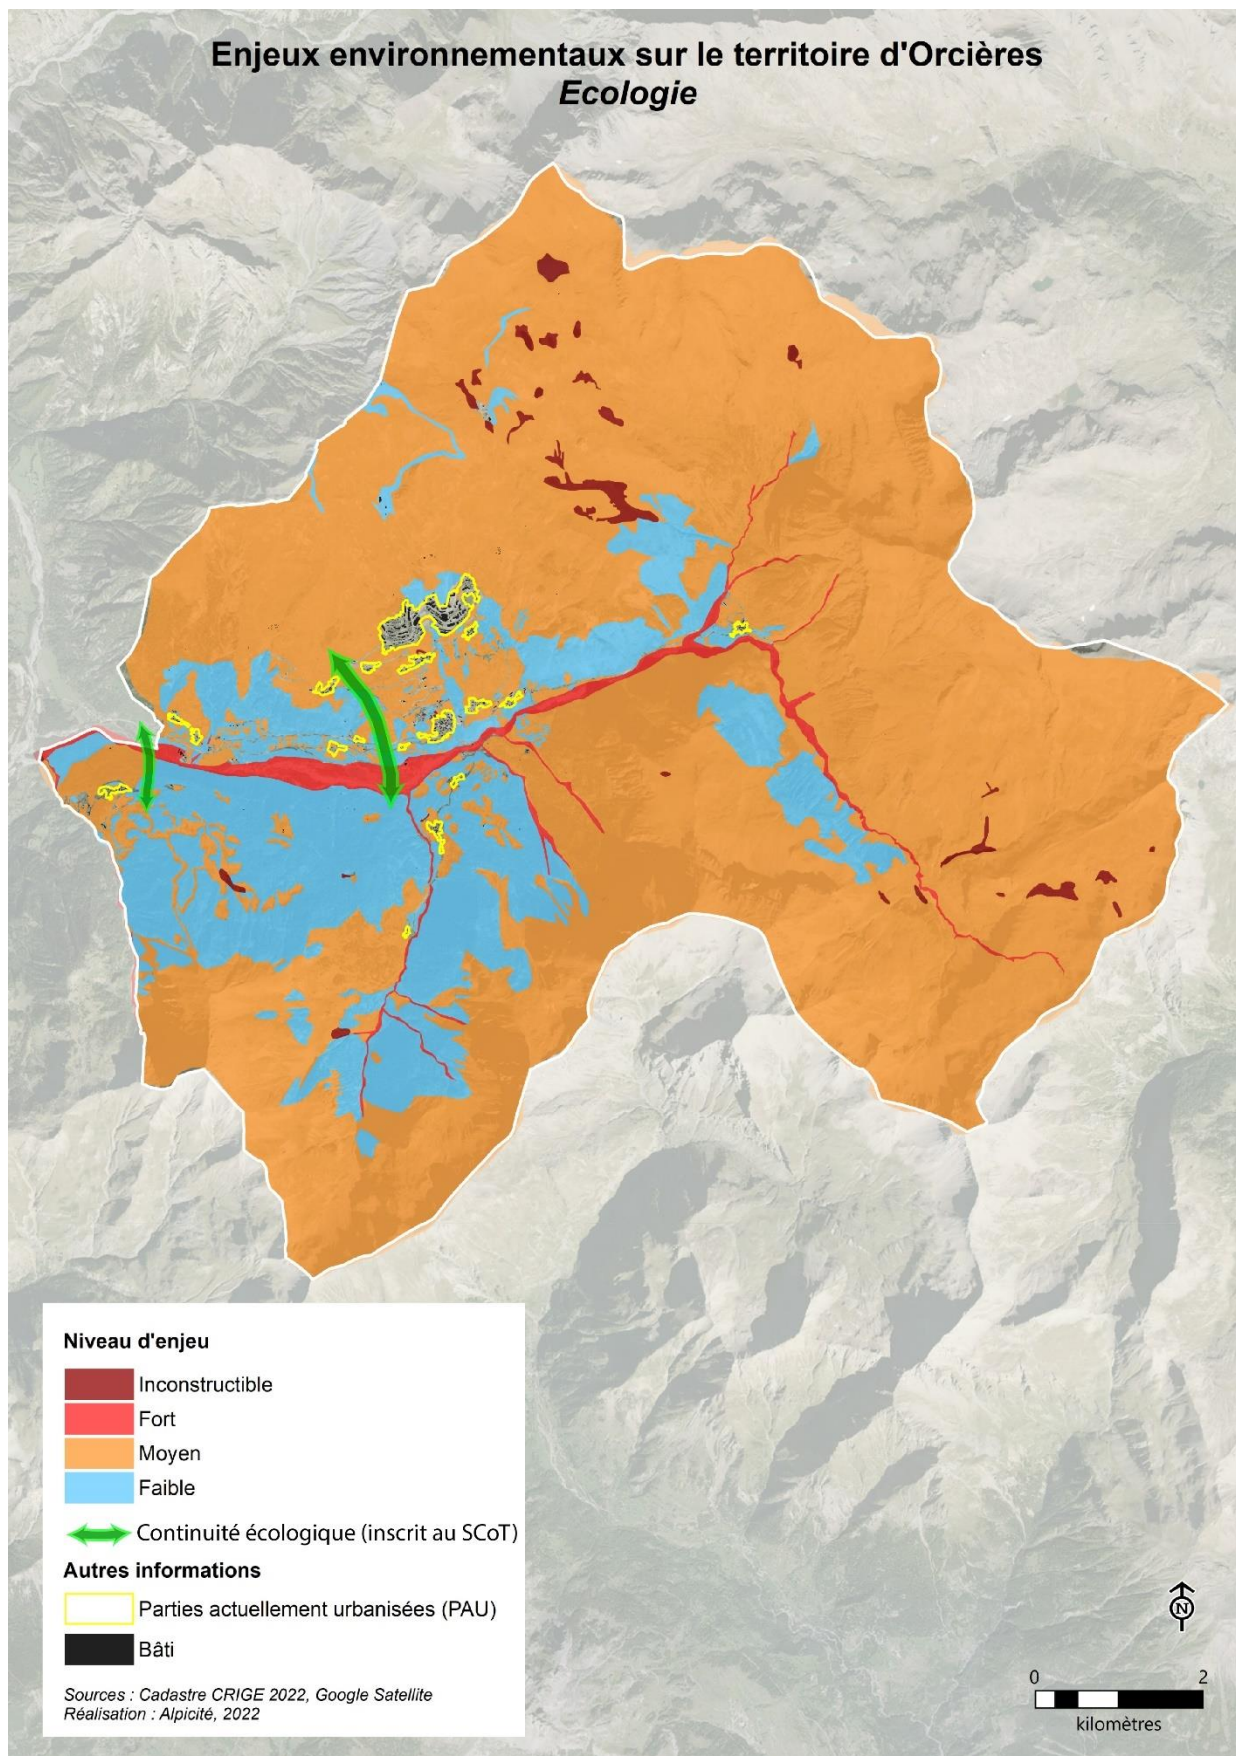 Enjeux environnementaux sur le territoire d'Orcières
Ecologie
Niveau d'enjeu
Inconstructible
Fort
Moyen
Faible
Continuité écologique (inscrit au SCoT)
Autres informations
Parties actuellement urbanisées (PAU)
Bâti
Sources : Cadastre CRIGE 2022, Google Satellite
Réalisation : Alpicité, 2022
N
0 2
kilomètres